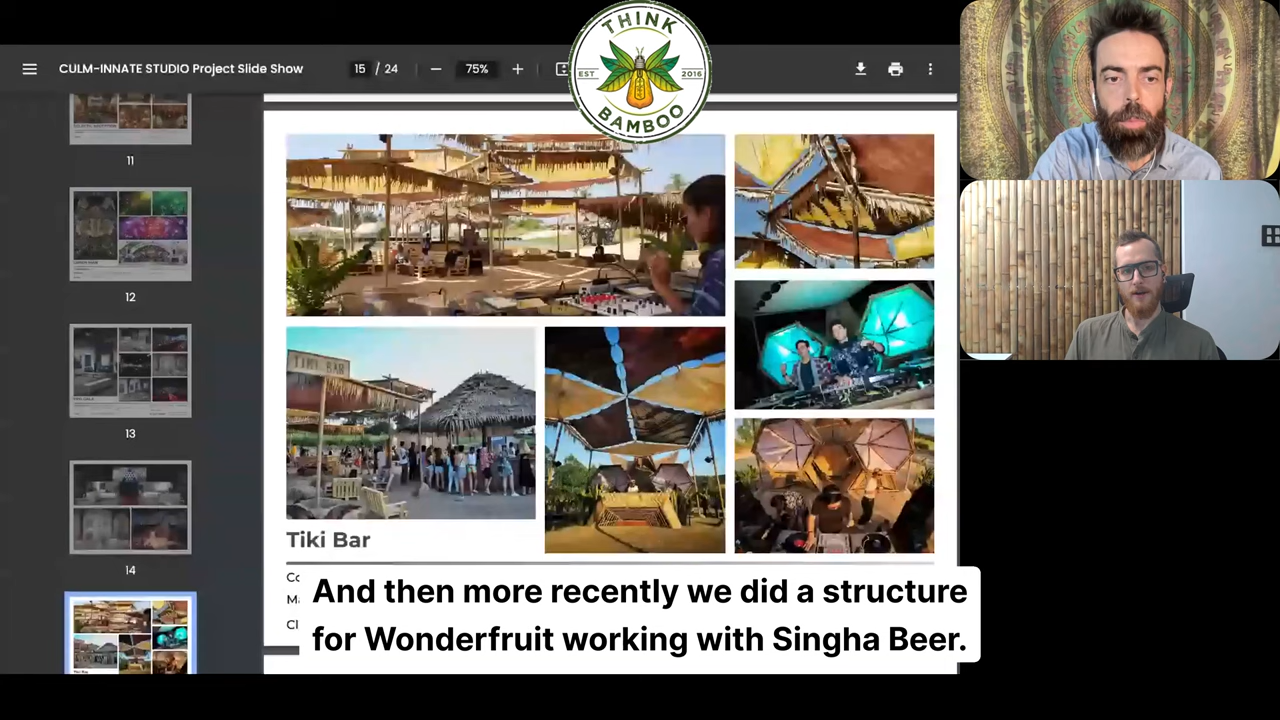 THINK
EST 2016
BAMBOO
CULM-INNATE STUDIO Project Slide Show
15 / 24
75%
11
12
13
14
TIKI BAR
Tiki Bar
And then more recently we did a structure
for Wonderfruit working with Singha Beer.